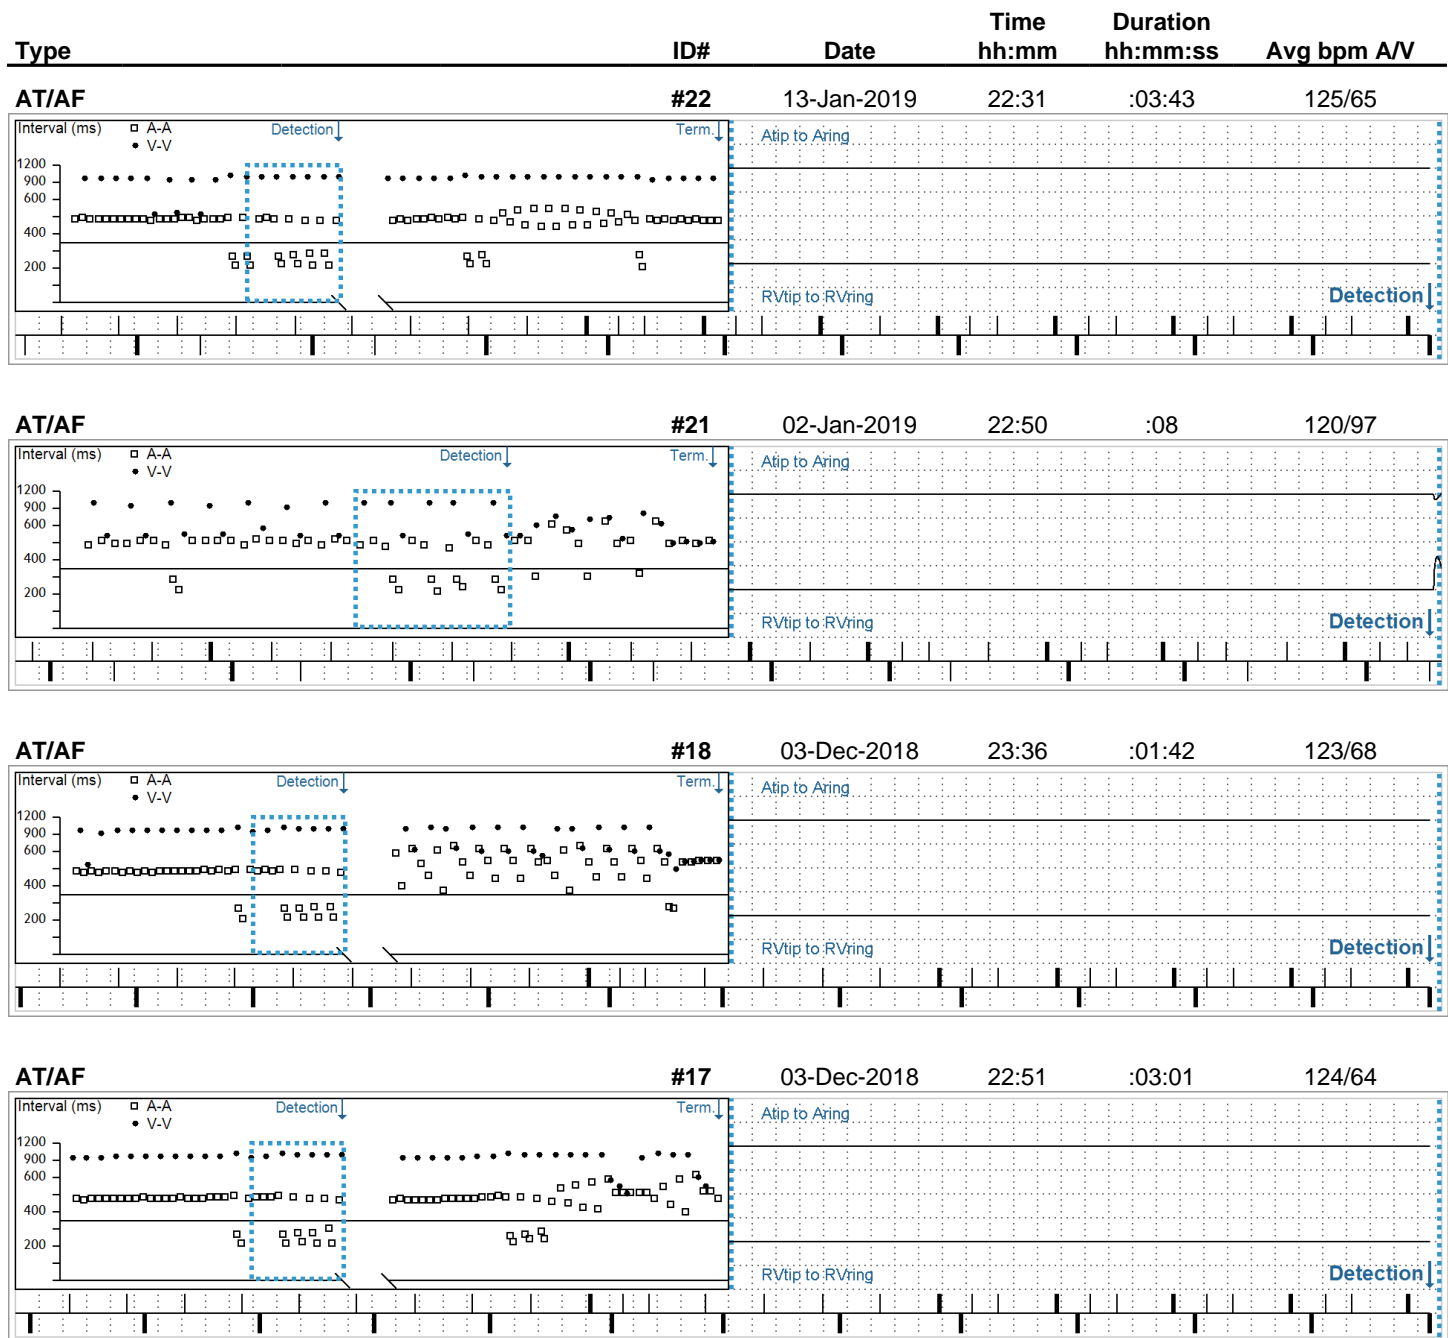 Time Duration
Type ID# Date hh:mm hh:mm:ss Avg bpm A/V
AT/AF #22 13-Jan-2019 22:31 :03:43 125/65
Interval (ms) A-A Detection Term. Atip to Aring
V-V
1200
900
600
400
200
RVtip to RVring Detection
AT/AF #21 02-Jan-2019 22:50 :08 120/97
Interval (ms) A-A Detection Term. Atip to Aring
V-V
1200
900
600
400
200
RVtip to RVring Detection
AT/AF #18 03-Dec-2018 23:36 :01:42 123/68
Interval (ms) A-A Detection Term. Atip to Aring
V-V
1200
900
600
400
200
RVtip to RVring Detection
AT/AF #17 03-Dec-2018 22:51 :03:01 124/64
Interval (ms) A-A Detection Term. Atip to Aring
V-V
1200
900
600
400
200
RVtip to RVring Detection